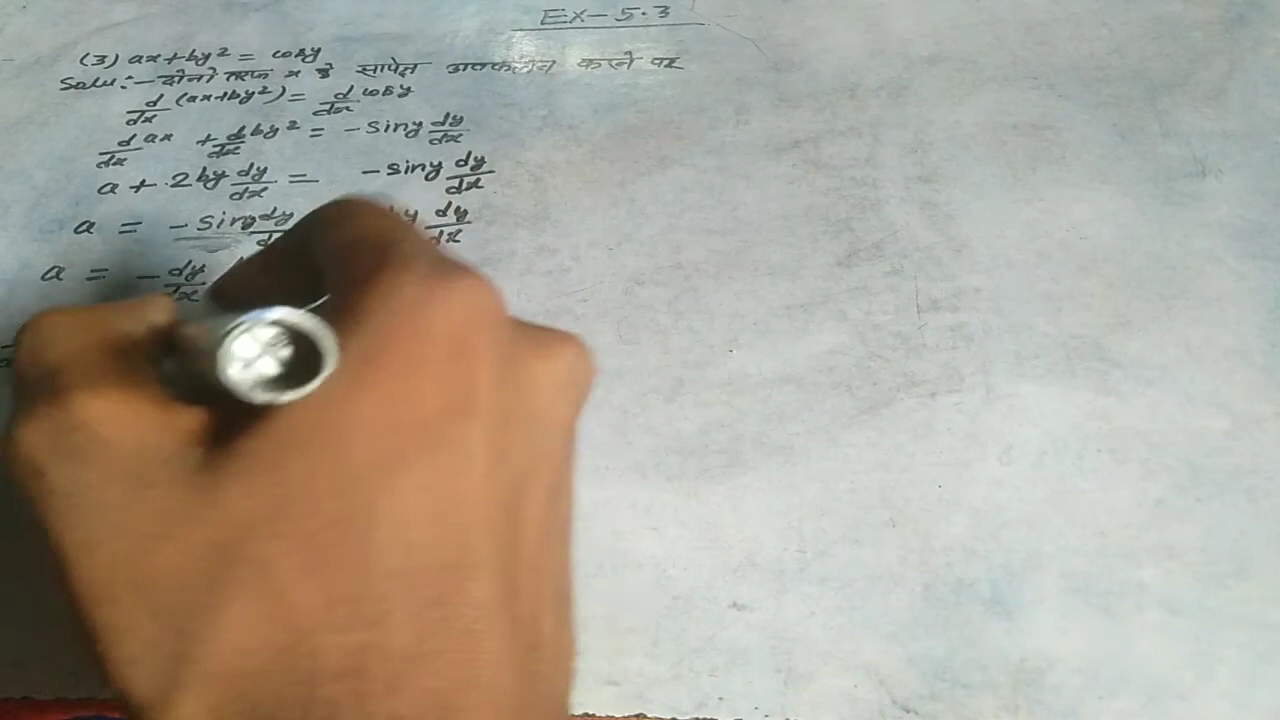 EX-5.3
(3) ax+by² = cosy
Solu:- दोनो तरफ x के सापेक्ष अवकलन करने पर
d/dx (ax+by²) = d/dx cosy
d/dx ax + d/dx by² = -siny dy/dx
a + 2by dy/dx = -siny dy/dx
a = -siny dy/ y dy/dx
a = -dy/dx